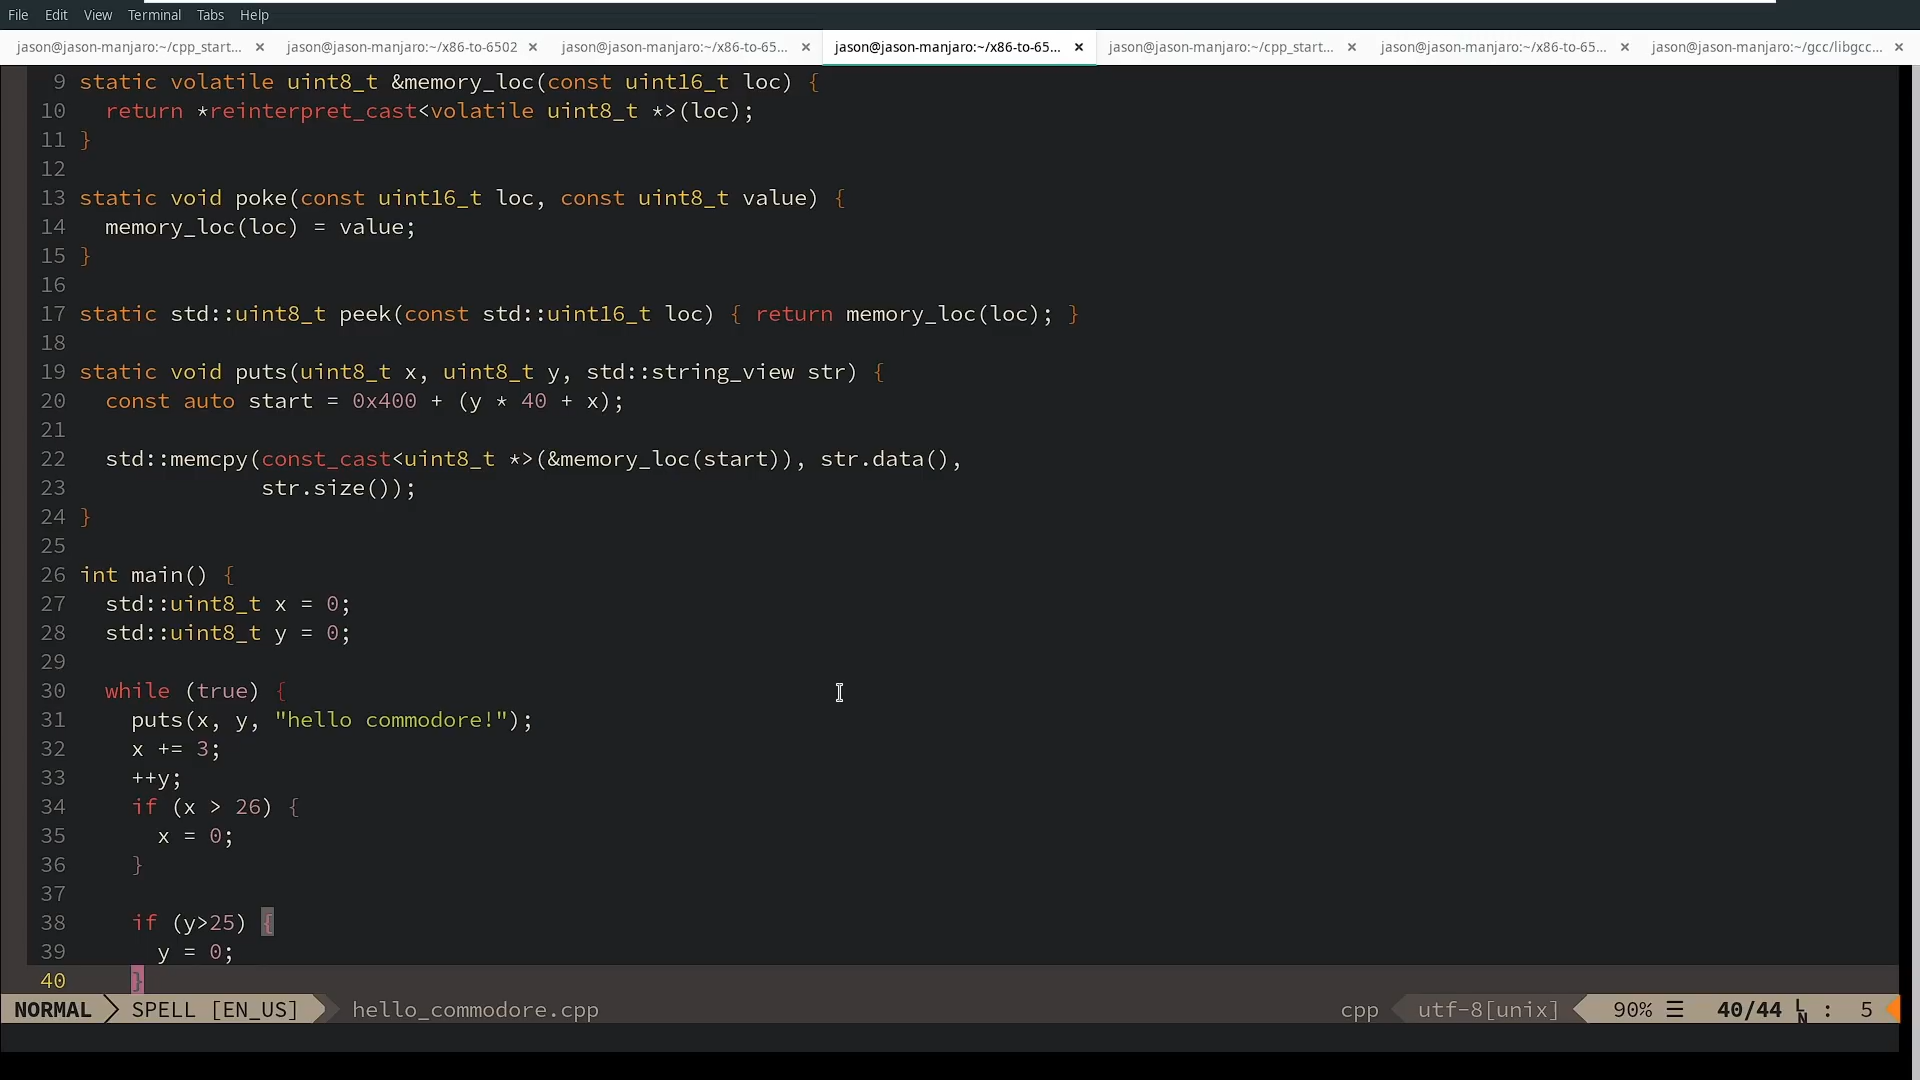 File Edit View Terminal Tabs Help
jason@jason-manjaro:~/cpp_start... × jason@jason-manjaro:~/x86-to-6502 × jason@jason-manjaro:~/x86-to-65... × jason@jason-manjaro:~/x86-to-65... × jason@jason-manjaro:~/cpp_start... × jason@jason-manjaro:~/x86-to-65... × jason@jason-manjaro:~/gcc/libgcc... ×
9 static volatile uint8_t &memory_loc(const uint16_t loc) {
10   return *reinterpret_cast<volatile uint8_t *>(loc);
11 }
12
13 static void poke(const uint16_t loc, const uint8_t value) {
14   memory_loc(loc) = value;
15 }
16
17 static std::uint8_t peek(const std::uint16_t loc) { return memory_loc(loc); }
18
19 static void puts(uint8_t x, uint8_t y, std::string_view str) {
20   const auto start = 0x400 + (y * 40 + x);
21
22   std::memcpy(const_cast<uint8_t *>(&memory_loc(start)), str.data(),
23               str.size());
24 }
25
26 int main() {
27   std::uint8_t x = 0;
28   std::uint8_t y = 0;
29
30   while (true) {
31     puts(x, y, "hello commodore!");
32     x += 3;
33     ++y;
34     if (x > 26) {
35       x = 0;
36     }
37
38     if (y>25) {
39       y = 0;
40     }
NORMAL SPELL [EN_US] hello_commodore.cpp cpp utf-8[unix] 90% ☰ 40/44 LN : 5